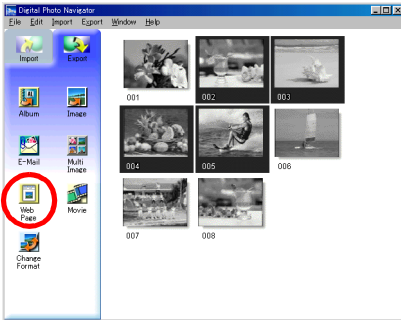 Digital Photo Navigator
File Edit Import Export Window Help
Import Export
Album Image
E-Mail Multi Image
Web Page Movie
Change Format
001 002 003
004 005 006
007 008